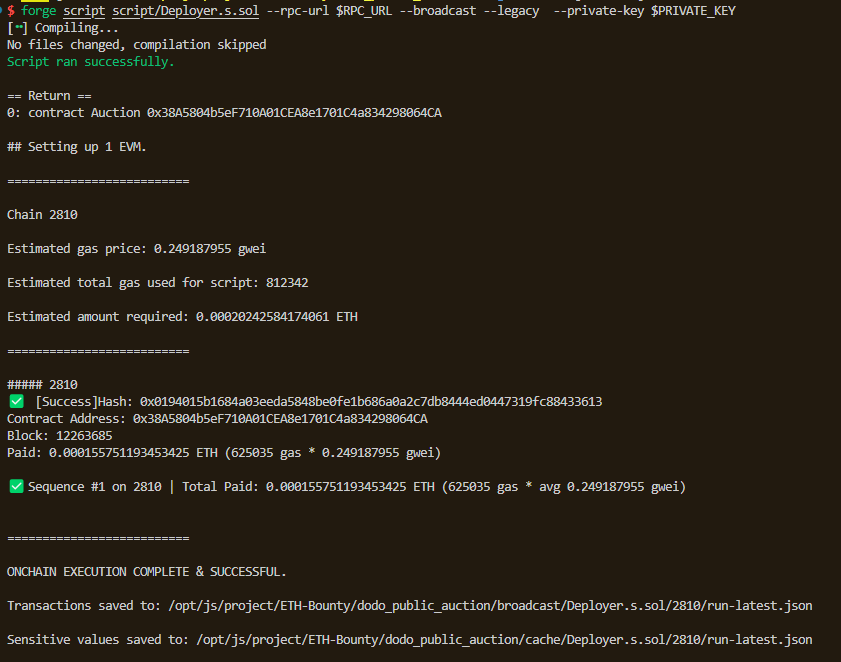 $ forge script script/Deployer.s.sol --rpc-url $RPC_URL --broadcast --legacy --private-key $PRIVATE_KEY
[⠒] Compiling...
No files changed, compilation skipped
Script ran successfully.
== Return ==
0: contract Auction 0x38A5804b5eF710A01CEA8e1701C4a834298064CA
## Setting up 1 EVM.
==========================
Chain 2810
Estimated gas price: 0.249187955 gwei
Estimated total gas used for script: 812342
Estimated amount required: 0.00020242584174061 ETH
==========================
##### 2810
✅ [Success]Hash: 0x0194015b1684a03eeda5848be0fe1b686a0a2c7db8444ed0447319fc88433613
Contract Address: 0x38A5804b5eF710A01CEA8e1701C4a834298064CA
Block: 12263685
Paid: 0.000155751193453425 ETH (625035 gas * 0.249187955 gwei)
✅ Sequence #1 on 2810 | Total Paid: 0.000155751193453425 ETH (625035 gas * avg 0.249187955 gwei)
==========================
ONCHAIN EXECUTION COMPLETE & SUCCESSFUL.
Transactions saved to: /opt/js/project/ETH-Bounty/dodo_public_auction/broadcast/Deployer.s.sol/2810/run-latest.json
Sensitive values saved to: /opt/js/project/ETH-Bounty/dodo_public_auction/cache/Deployer.s.sol/2810/run-latest.json